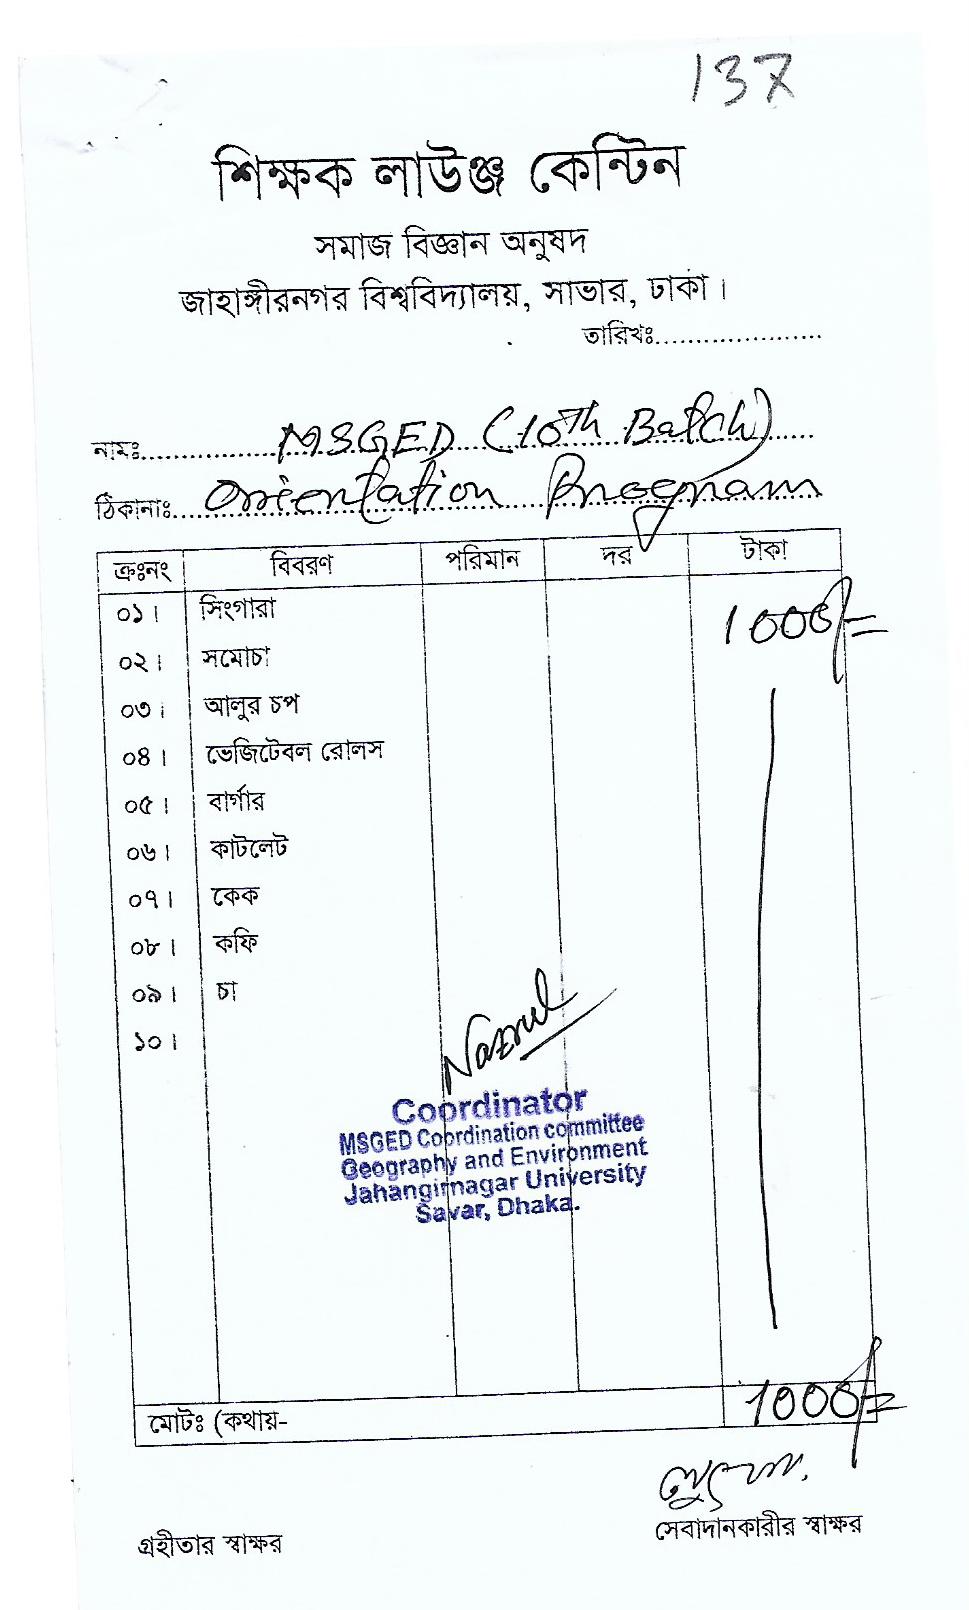 137
শিক্ষক লাউঞ্জ কেন্টিন
সমাজ বিজ্ঞান অনুষদ
জাহাঙ্গীরনগর বিশ্ববিদ্যালয়, সাভার, ঢাকা।
তারিখঃ.....................
নামঃ MSGED (10th Batch)
ঠিকানাঃ Orientation Program
ক্রঃনং বিবরণ পরিমান দর টাকা
০১। সিংগারা 1000/=
০২। সমোচা
০৩। আলুর চপ
০৪। ভেজিটেবল রোলস
০৫। বার্গার
০৬। কাটলেট
০৭। কেক
০৮। কফি
০৯। চা
১০।
Nazrul
Coordinator
MSGED Coordination committee
Geography and Environment
Jahangirnagar University
Savar, Dhaka.
মোটঃ (কথায়- 1000/=
গ্রহীতার স্বাক্ষর সেবাদানকারীর স্বাক্ষর